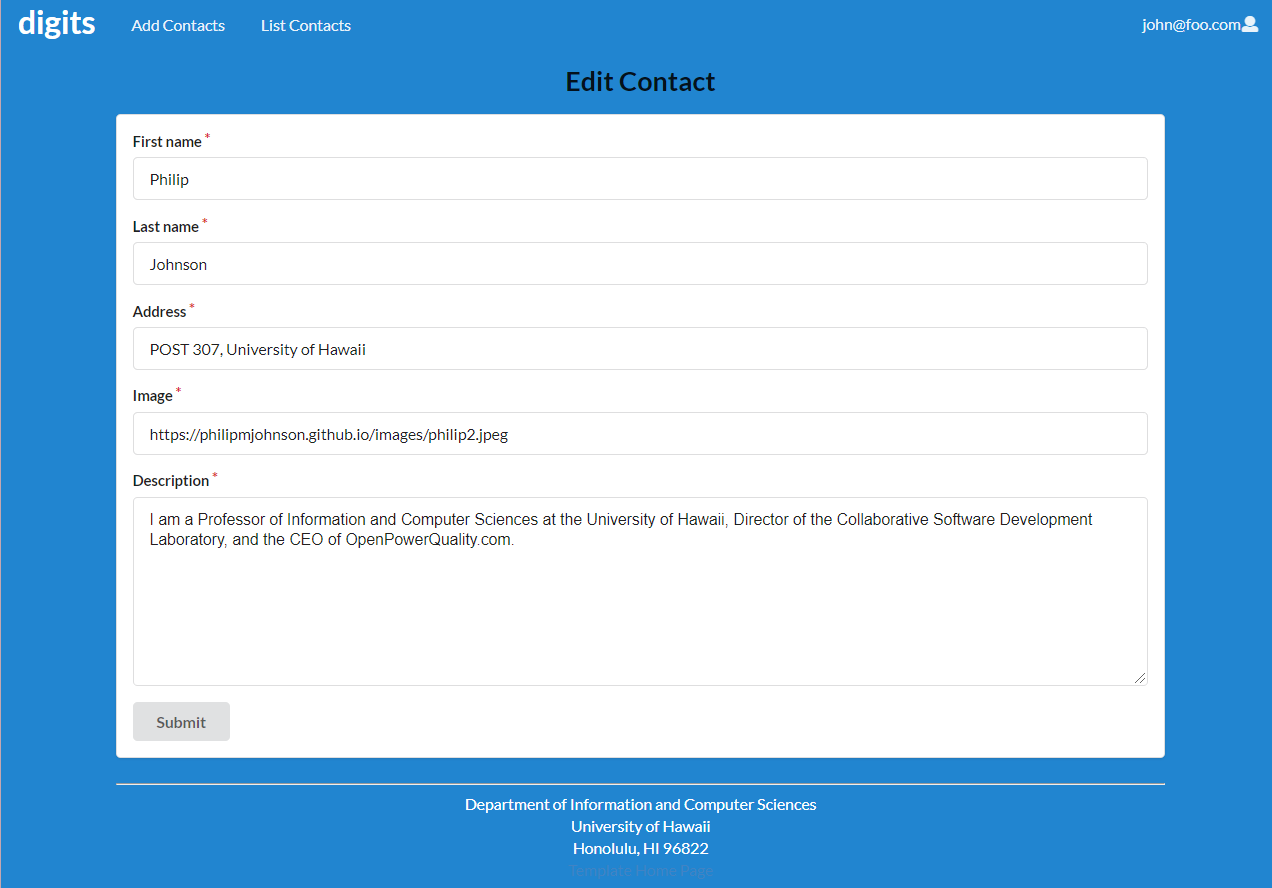 digits
Add Contacts
List Contacts
john@foo.com
Edit Contact
First name *
Philip
Last name *
Johnson
Address *
POST 307, University of Hawaii
Image *
https://philipmjohnson.github.io/images/philip2.jpeg
Description *
I am a Professor of Information and Computer Sciences at the University of Hawaii, Director of the Collaborative Software Development
Laboratory, and the CEO of OpenPowerQuality.com.
Submit
Department of Information and Computer Sciences
University of Hawaii
Honolulu, HI 96822
Template Home Page